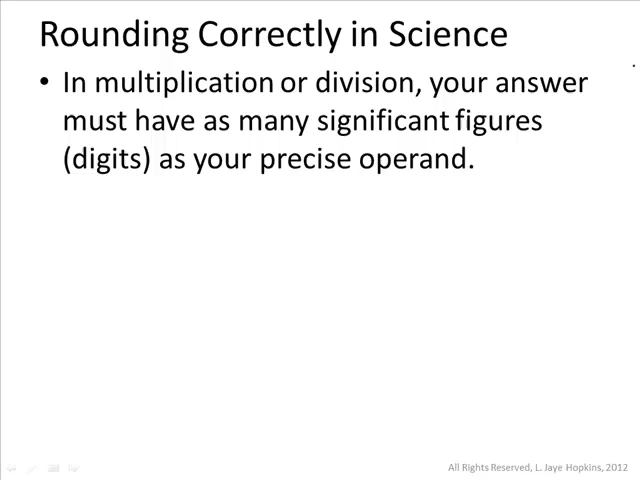 Rounding Correctly in Science
• In multiplication or division, your answer
must have as many significant figures
(digits) as your precise operand.
All Rights Reserved, L. Jaye Hopkins, 2012